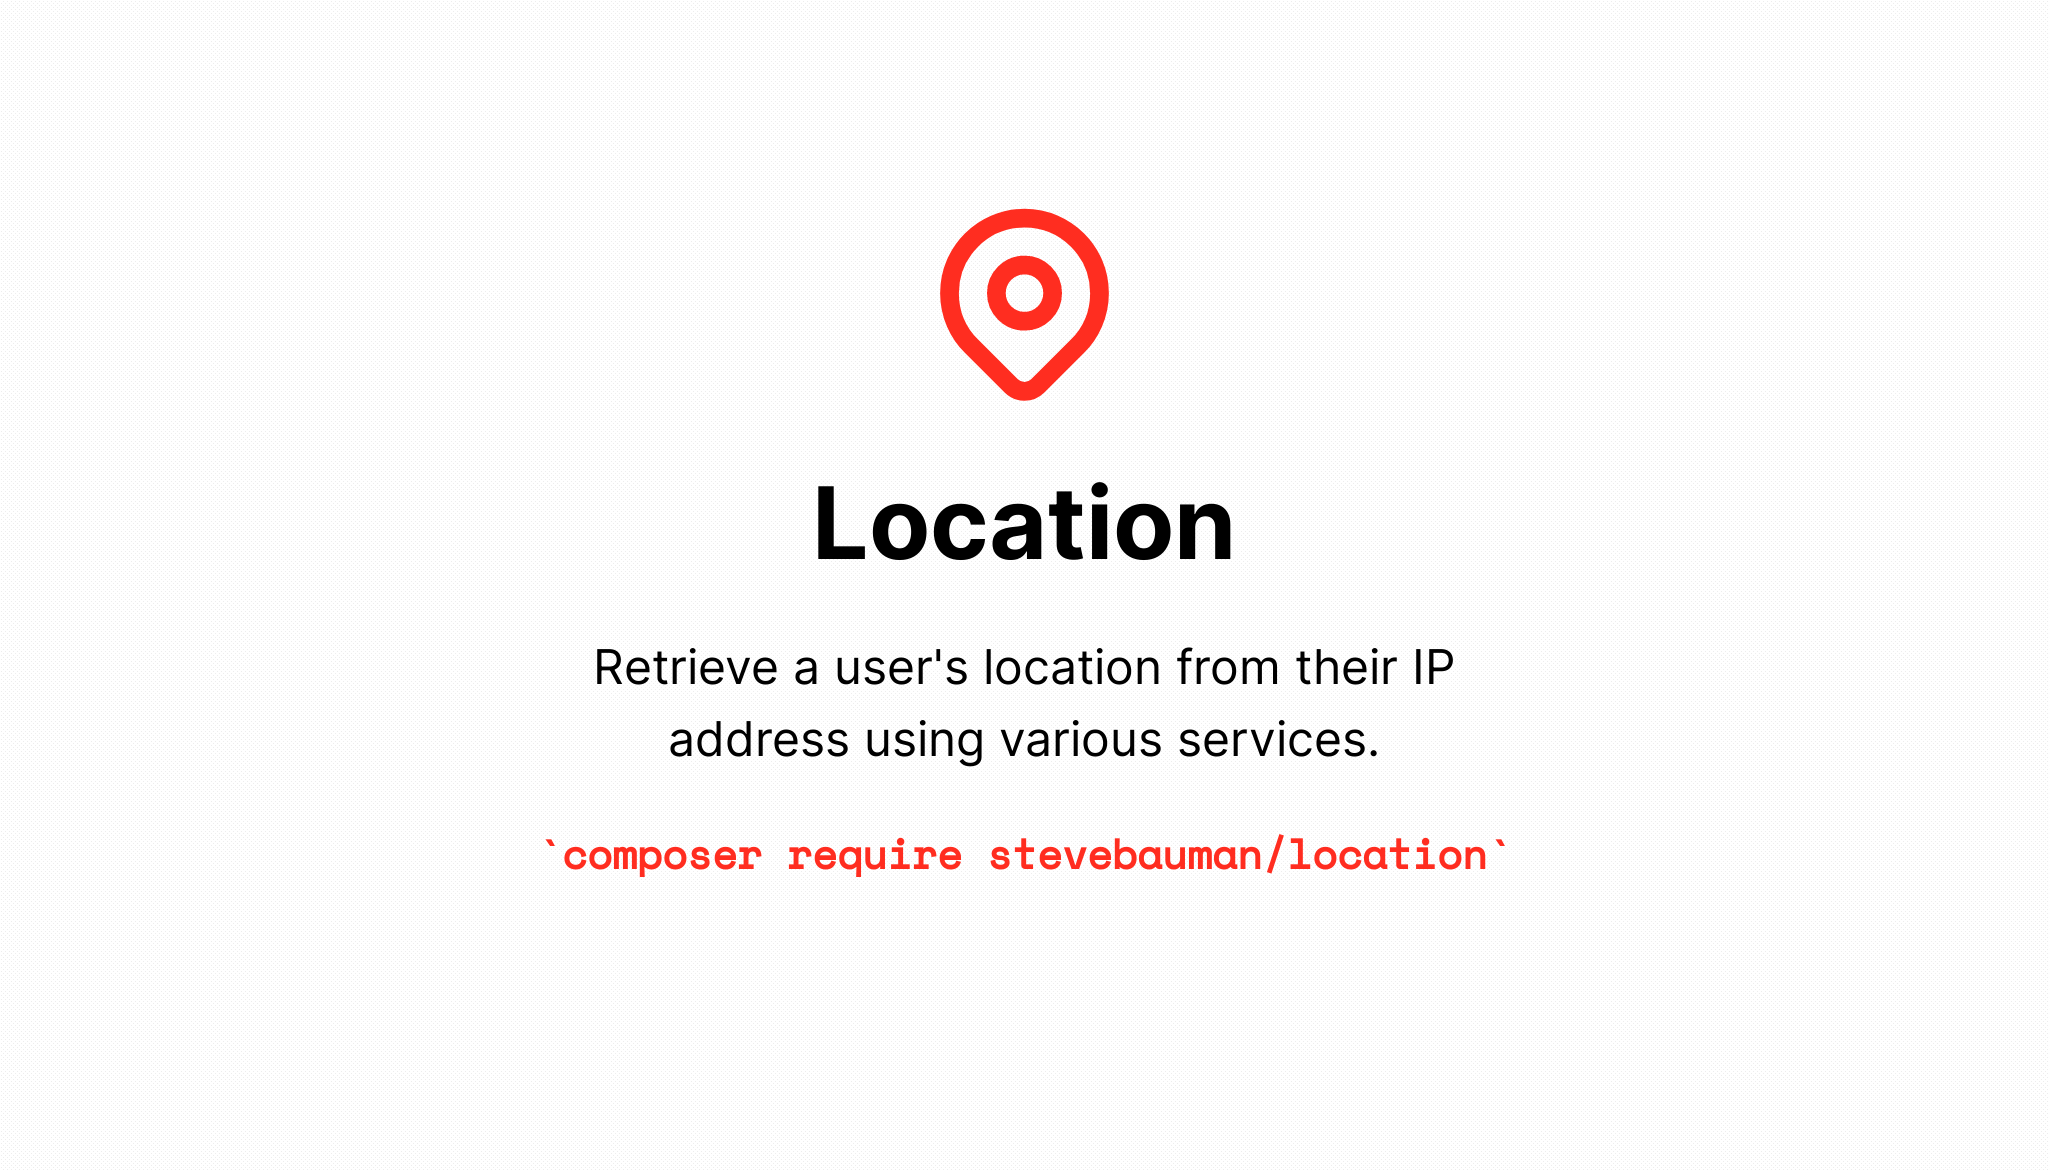 Location
Retrieve a user's location from their IP
address using various services.
`composer require stevebauman/location`